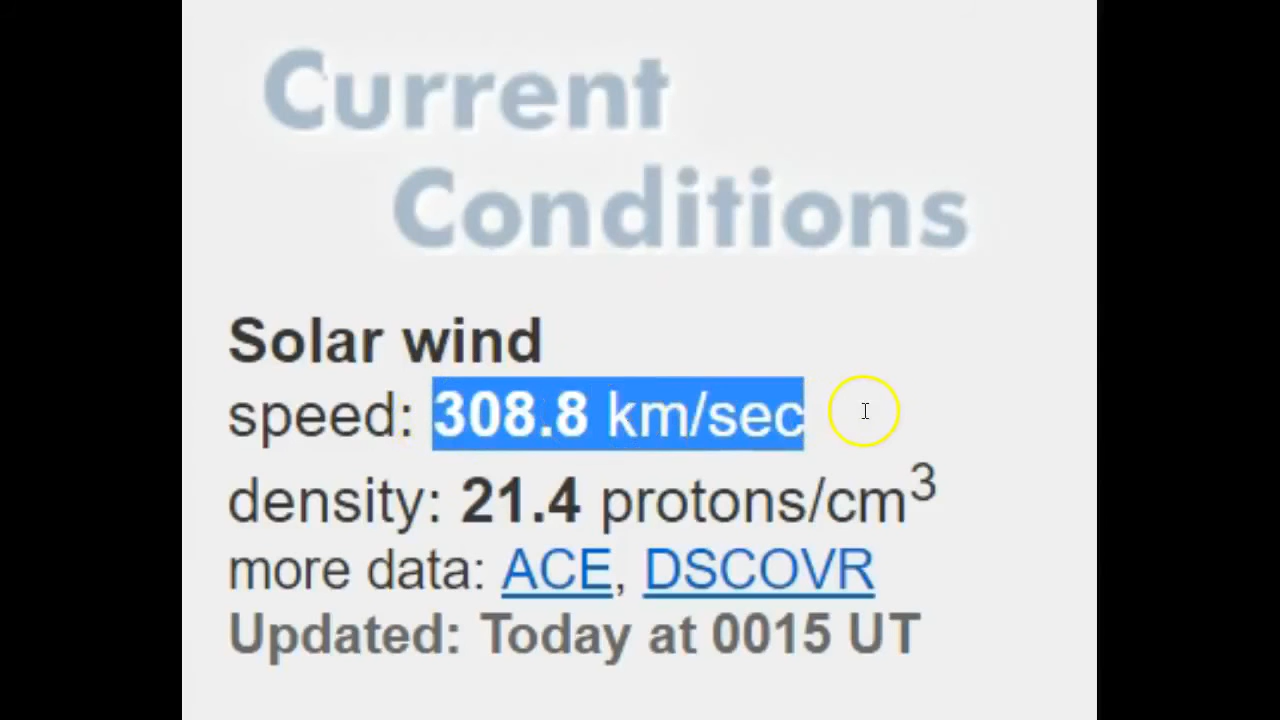 Current
Conditions
Solar wind
speed: 308.8 km/sec
density: 21.4 protons/cm³
more data: ACE, DSCOVR
Updated: Today at 0015 UT